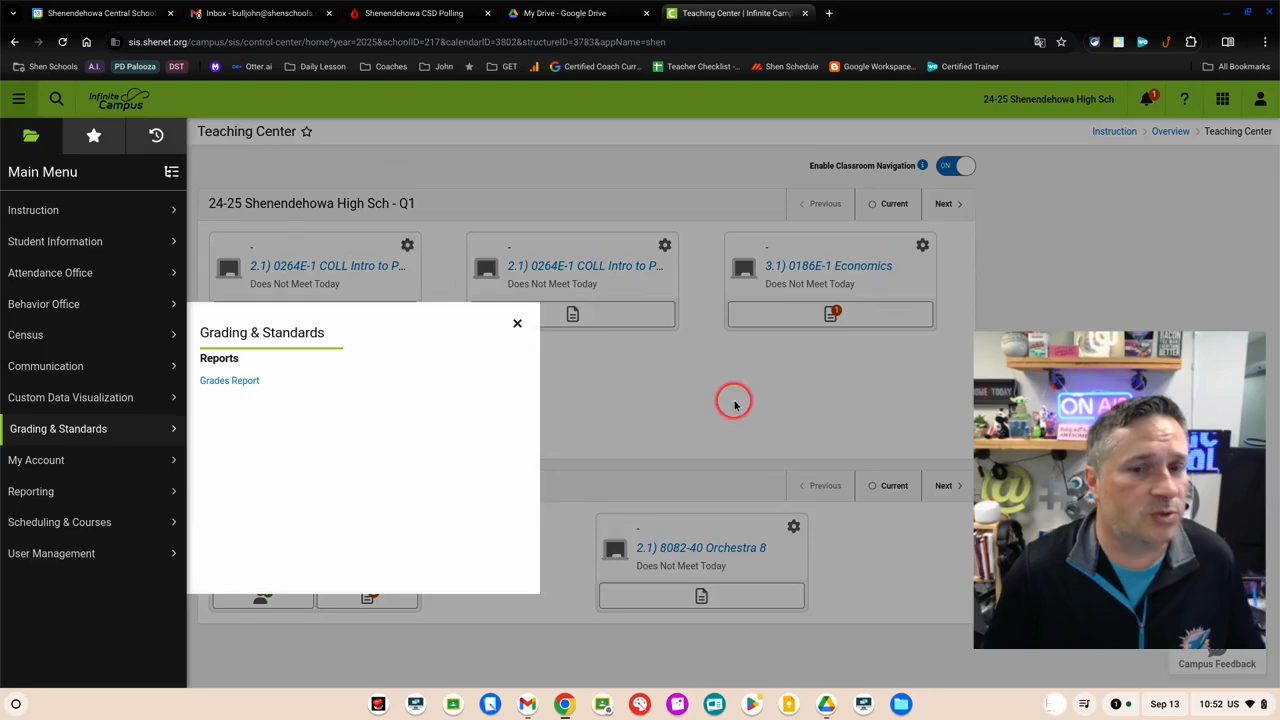 Shenendehowa Central School
Inbox - bulljohn@shenschools.
Shenendehowa CSD Polling
My Drive - Google Drive
Teaching Center | Infinite Camp
sis.shenet.org/campus/sis/control-center/home?year=2025&schoolID=217&calendarID=3802&structureID=3783&appName=shen
Shen Schools
A.I.
PD Palooza
DST
Otter.ai
Daily Lesson
Coaches
John
GET
Certified Coach Curr...
Teacher Checklist -...
Shen Schedule
Google Workspace...
Certified Trainer
All Bookmarks
Infinite
Campus
24-25 Shenendehowa High Sch
1
Main Menu
Instruction
Student Information
Attendance Office
Behavior Office
Census
Communication
Custom Data Visualization
Grading & Standards
My Account
Reporting
Scheduling & Courses
User Management
Teaching Center
Instruction > Overview > Teaching Center
Enable Classroom Navigation
ON
24-25 Shenendehowa High Sch - Q1
Previous
Current
Next
-
2.1) 0264E-1 COLL Intro to P...
Does Not Meet Today
-
2.1) 0264E-1 COLL Intro to P...
Does Not Meet Today
-
3.1) 0186E-1 Economics
Does Not Meet Today
1
Grading & Standards
Reports
Grades Report
Previous
Current
Next
-
2.1) 8082-40 Orchestra 8
Does Not Meet Today
ON AI
Campus Feedback
1
Sep 13
10:52 US